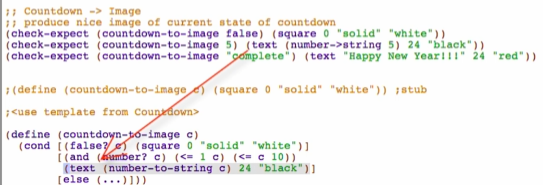 ;; Countdown -> Image
;; produce nice image of current state of countdown
(check-expect (countdown-to-image false) (square 0 "solid" "white"))
(check-expect (countdown-to-image 5) (text (number->string 5) 24 "black"))
(check-expect (countdown-to-image "complete") (text "Happy New Year!!!" 24 "red"))
;(define (countdown-to-image c) (square 0 "solid" "white")) ;stub
;<use template from Countdown>
(define (countdown-to-image c)
(cond [(false? c) (square 0 "solid" "white")]
[(and (number? c) (<= 1 c) (<= c 10))
(text (number-to-string c) 24 "black")]
[else (...)]))